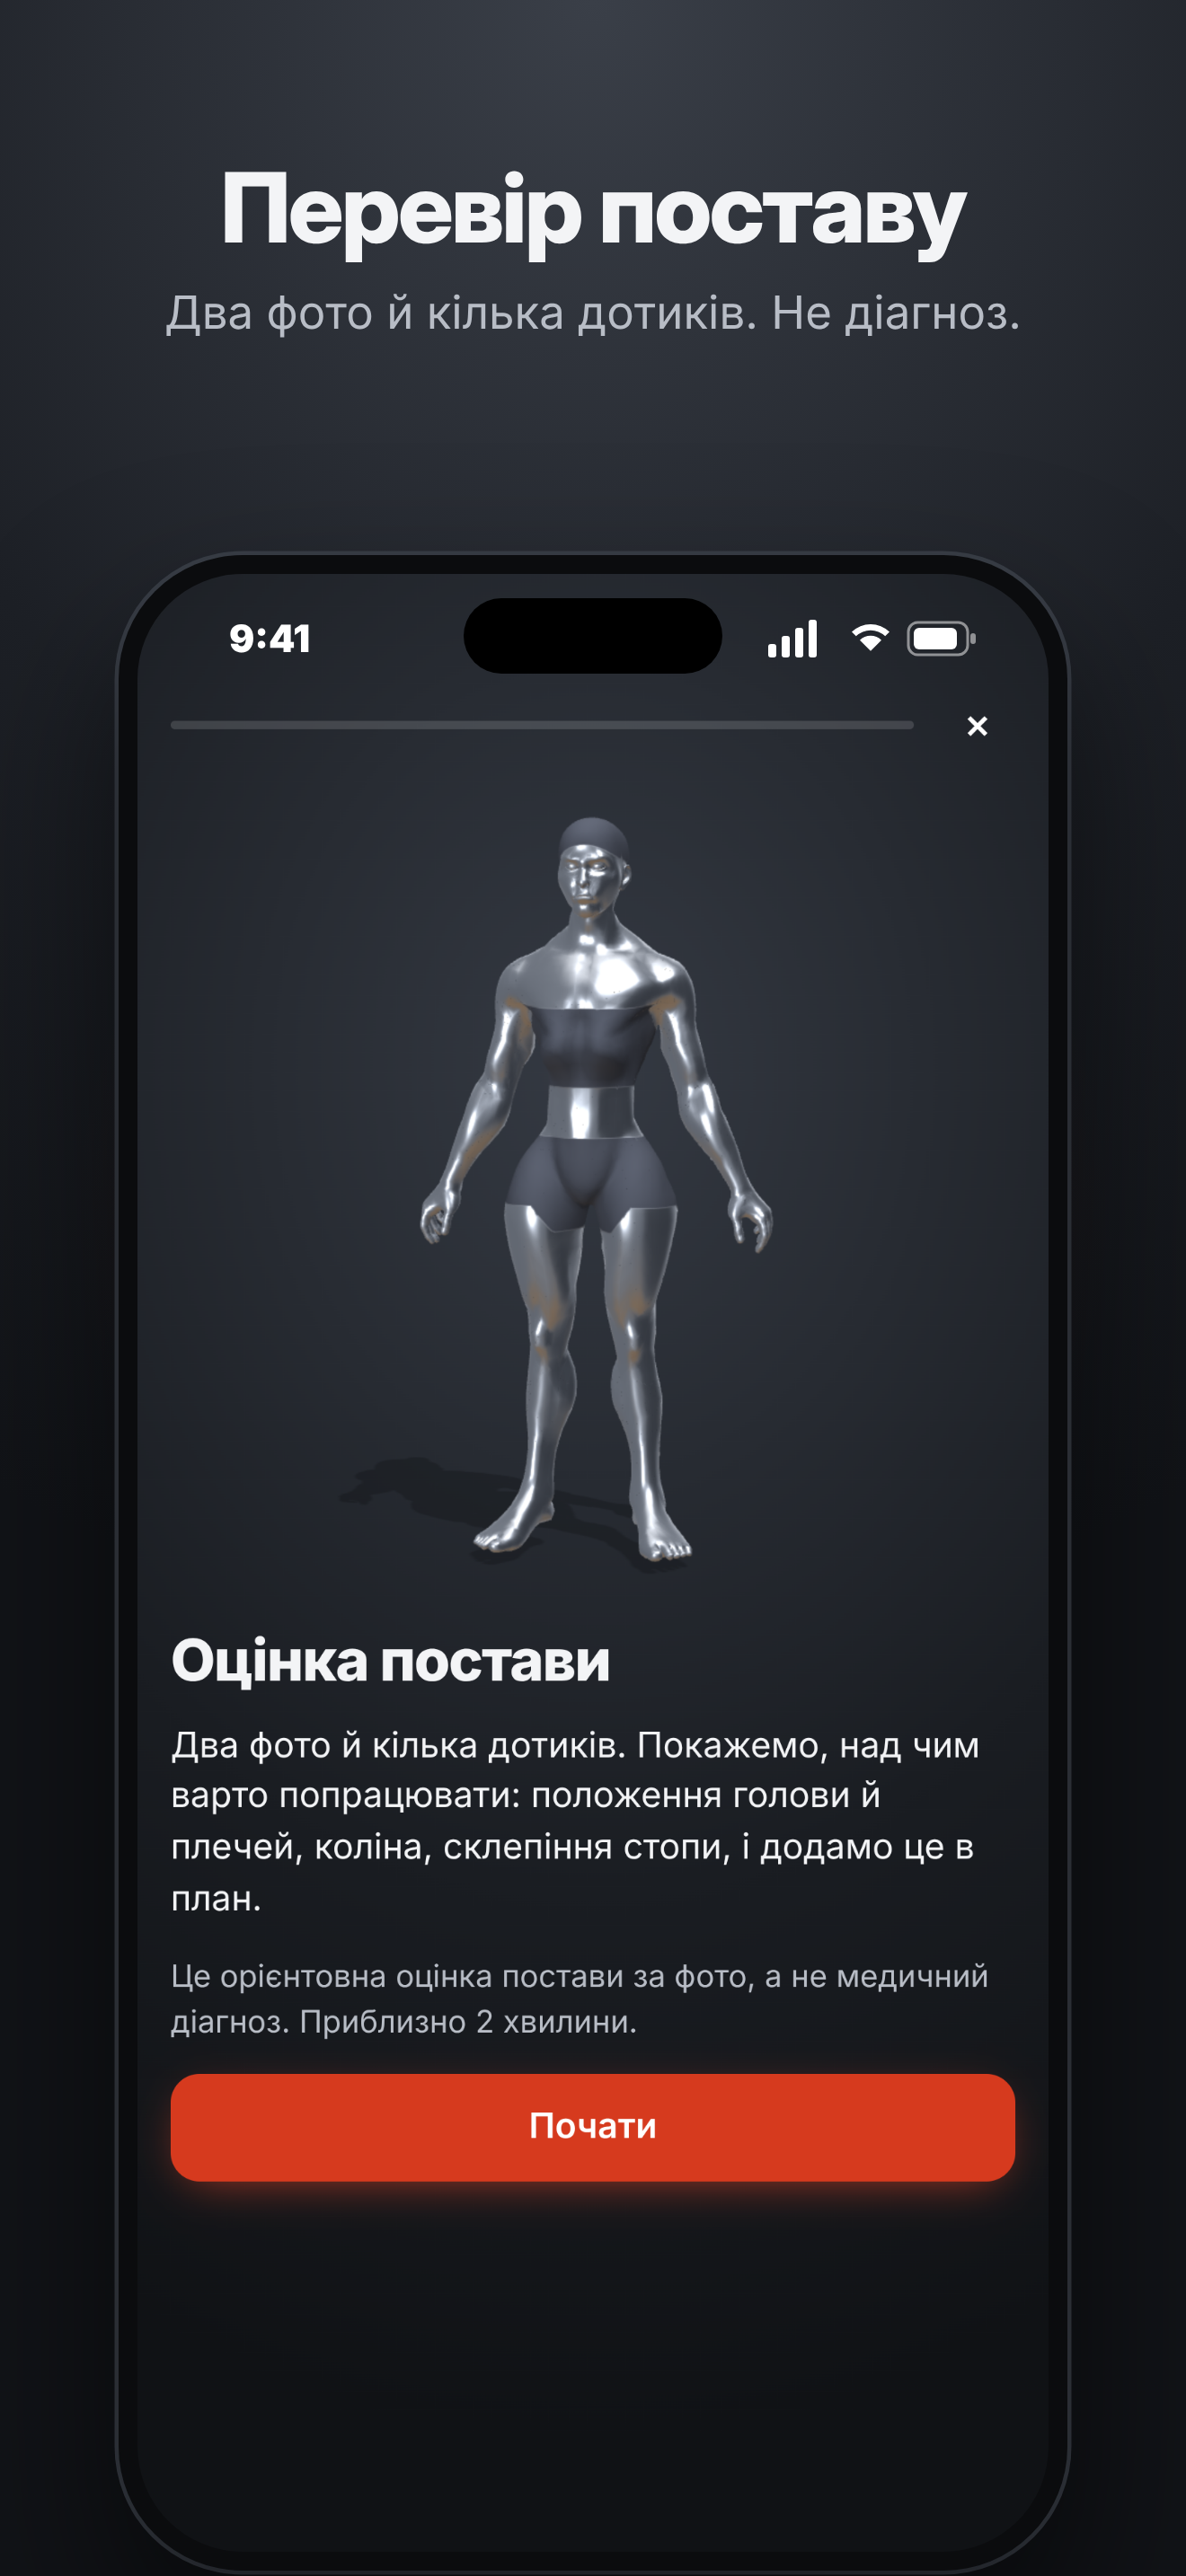 Перевір поставу
Два фото й кілька дотиків. Не діагноз.
9:41
Оцінка постави
Два фото й кілька дотиків. Покажемо, над чим
варто попрацювати: положення голови й
плечей, коліна, склепіння стопи, і додамо це в
план.
Це орієнтовна оцінка постави за фото, а не медичний
діагноз. Приблизно 2 хвилини.
Почати